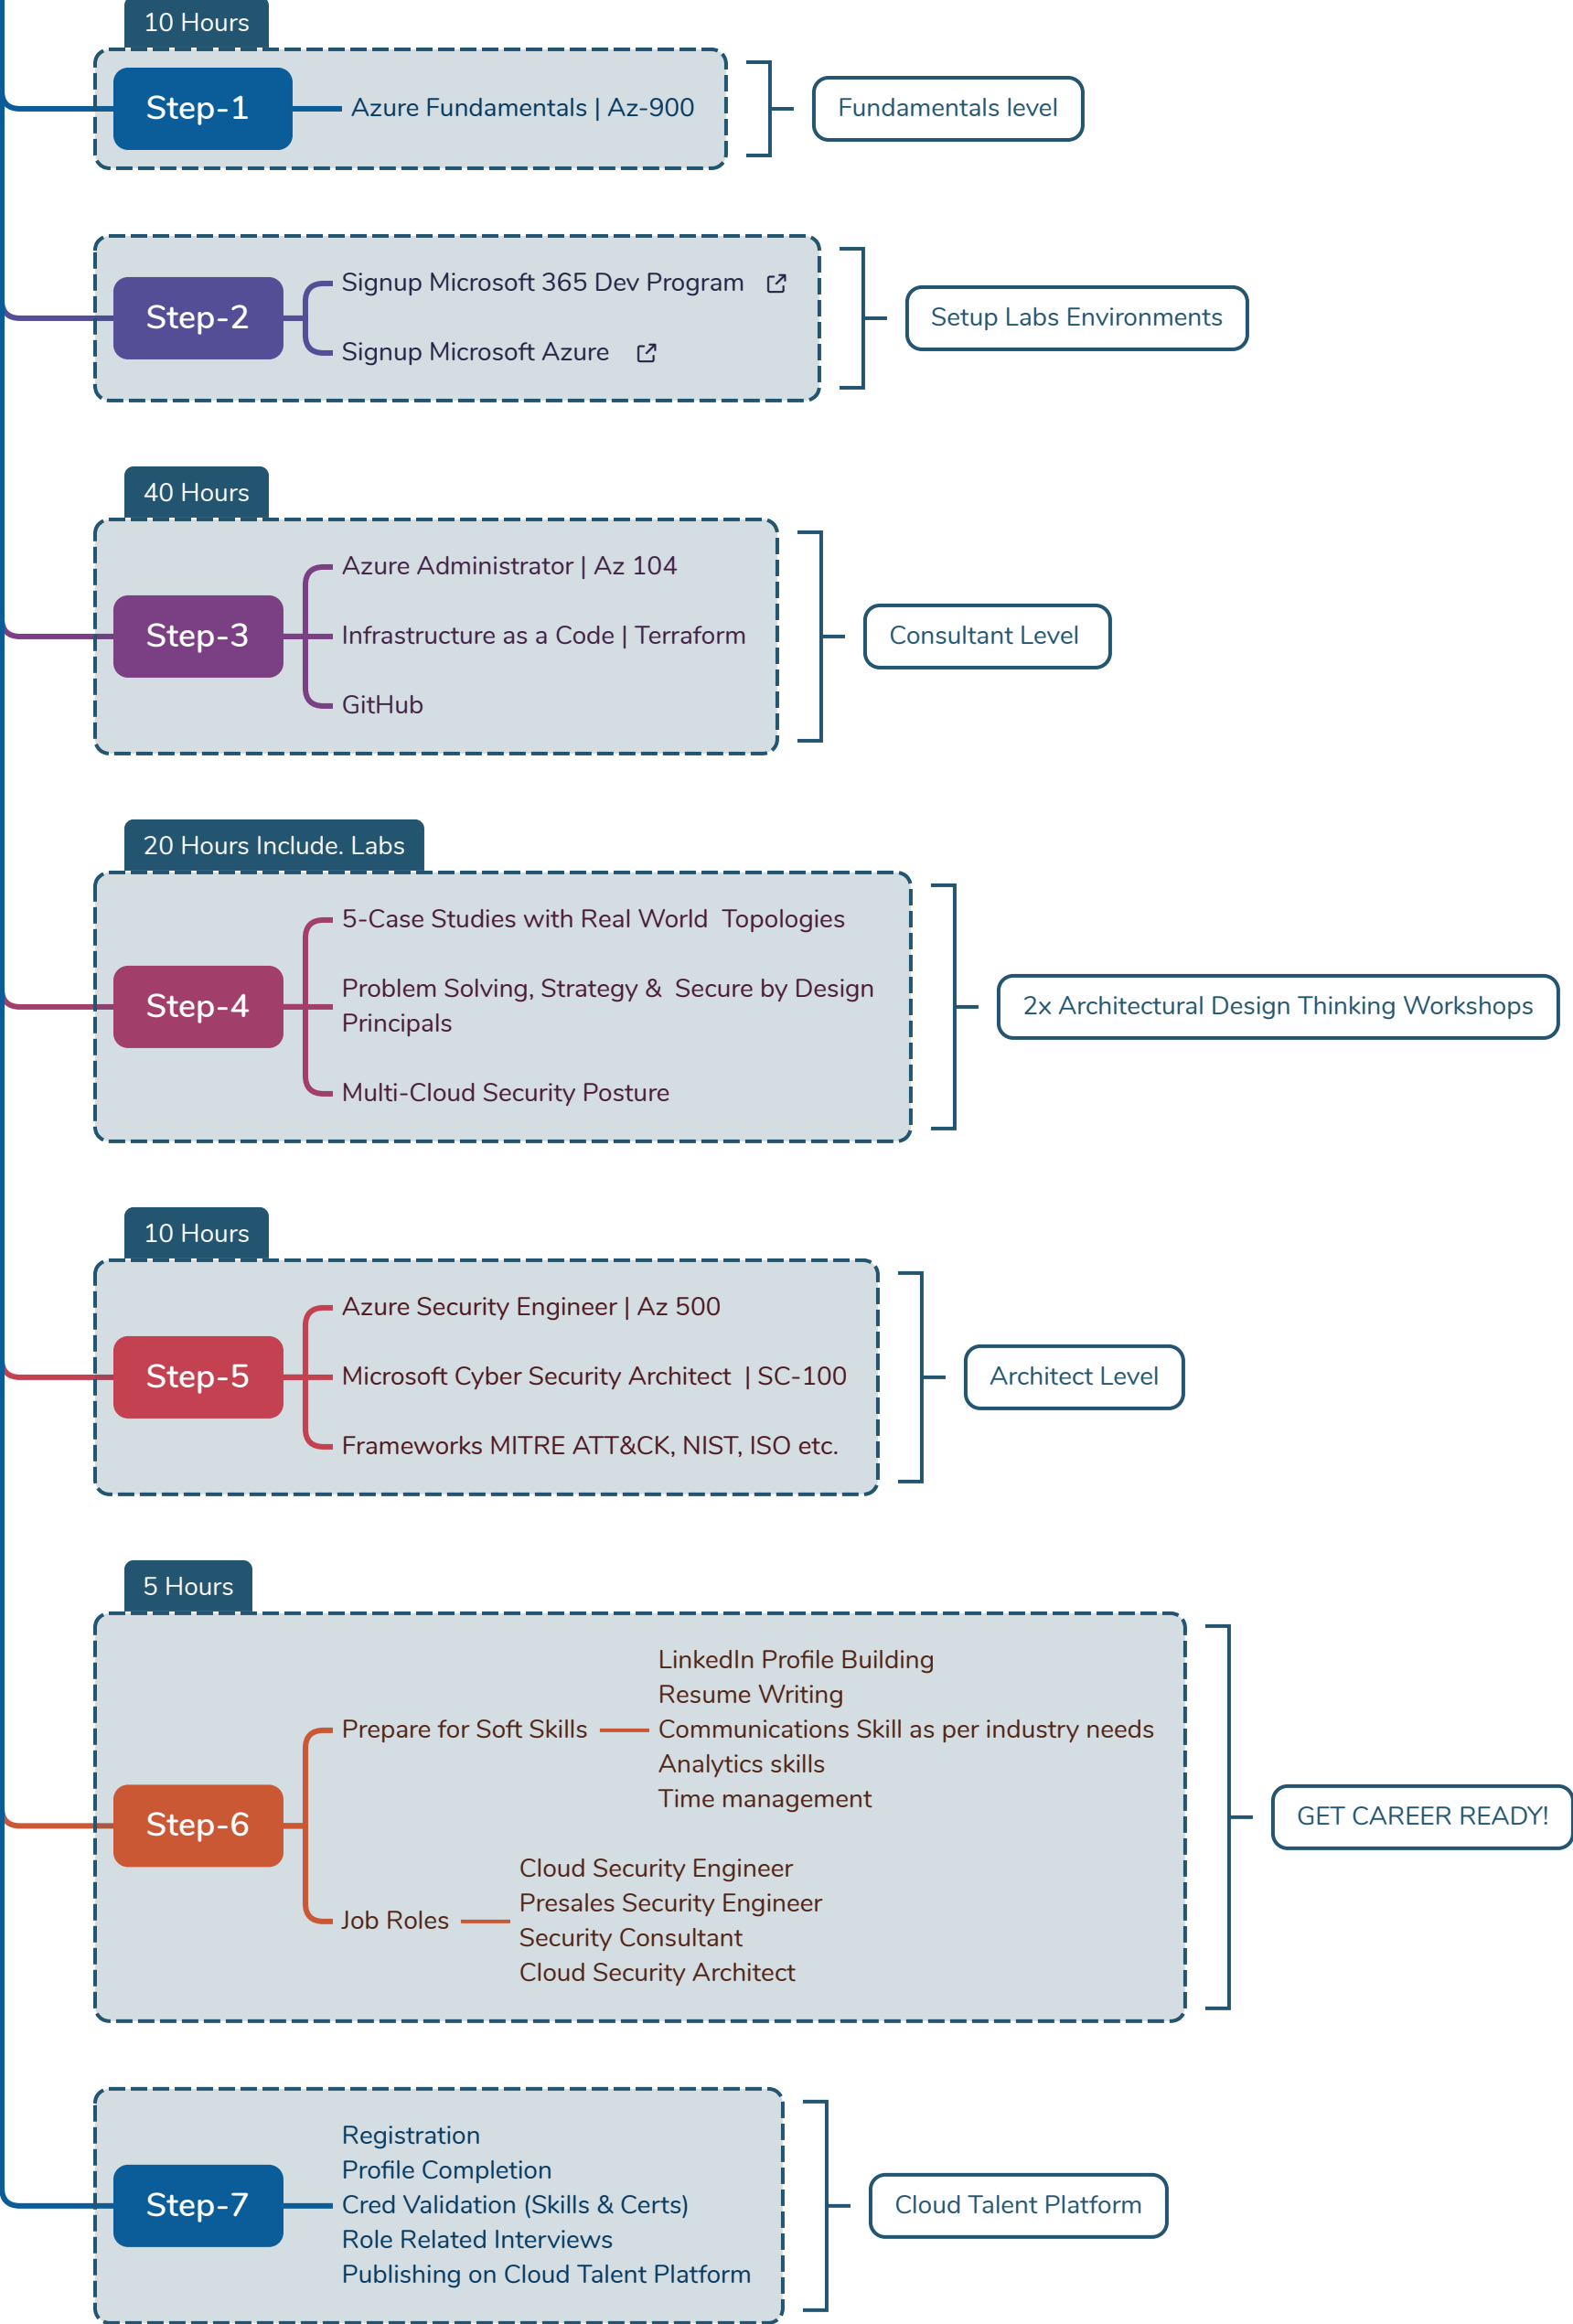 10 Hours
Step-1
Azure Fundamentals | Az-900
Fundamentals level
Step-2
Signup Microsoft 365 Dev Program
Signup Microsoft Azure
Setup Labs Environments
40 Hours
Step-3
Azure Administrator | Az 104
Infrastructure as a Code | Terraform
GitHub
Consultant Level
20 Hours Include. Labs
Step-4
5-Case Studies with Real World  Topologies
Problem Solving, Strategy &  Secure by Design
Principals
Multi-Cloud Security Posture
2x Architectural Design Thinking Workshops
10 Hours
Step-5
Azure Security Engineer | Az 500
Microsoft Cyber Security Architect  | SC-100
Frameworks MITRE ATT&CK, NIST, ISO etc.
Architect Level
5 Hours
Step-6
Prepare for Soft Skills
LinkedIn Profile Building
Resume Writing
Communications Skill as per industry needs
Analytics skills
Time management
Job Roles
Cloud Security Engineer
Presales Security Engineer
Security Consultant
Cloud Security Architect
GET CAREER READY!
Step-7
Registration
Profile Completion
Cred Validation (Skills & Certs)
Role Related Interviews
Publishing on Cloud Talent Platform
Cloud Talent Platform